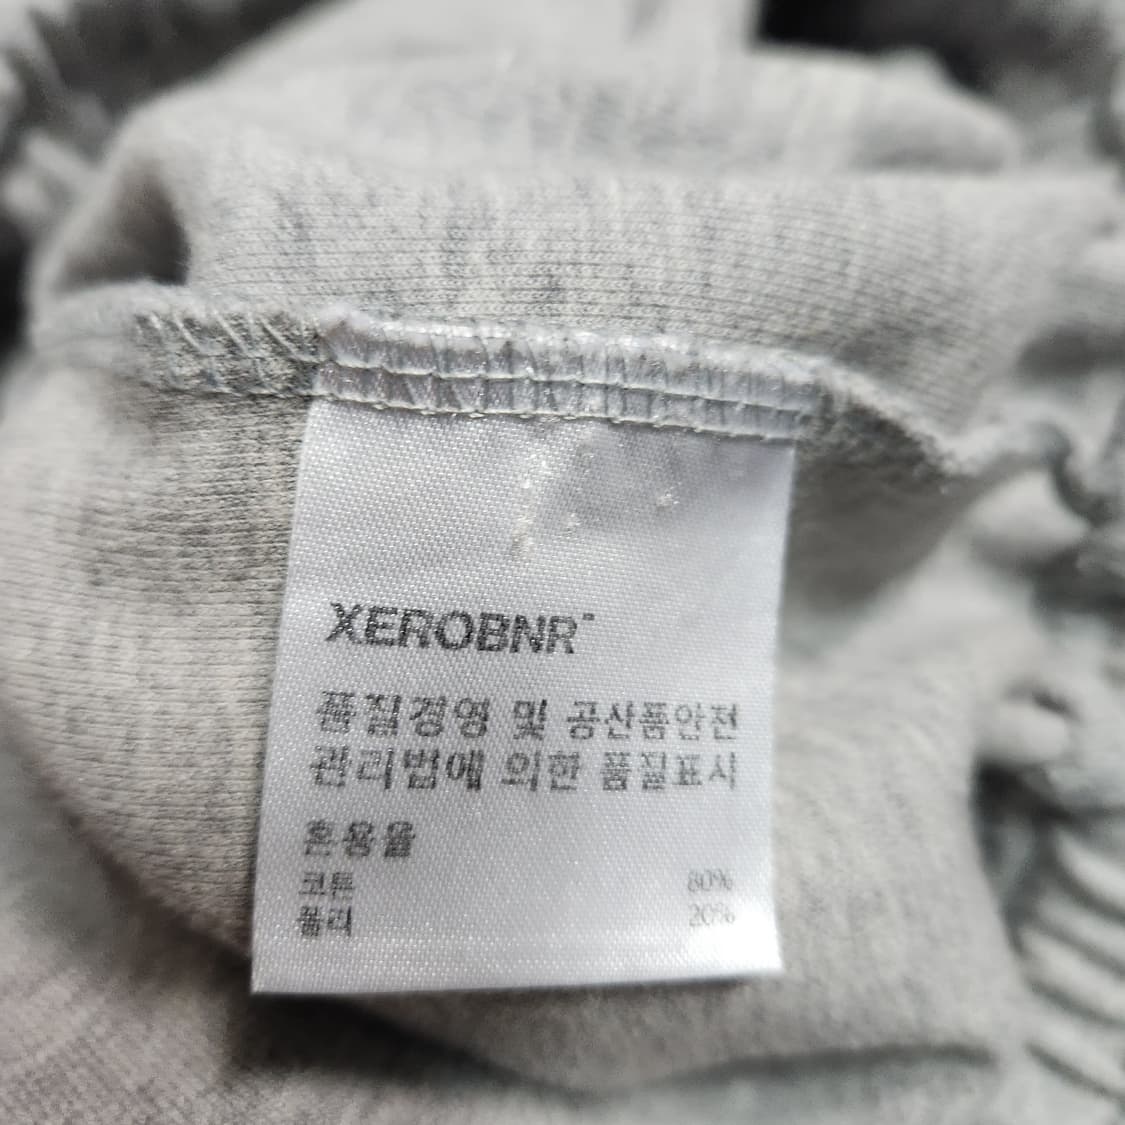 XEROBNR™
품질경영 및 공산품안전
관리법에 의한 품질표시
혼용율
코튼 80%
폴리 20%